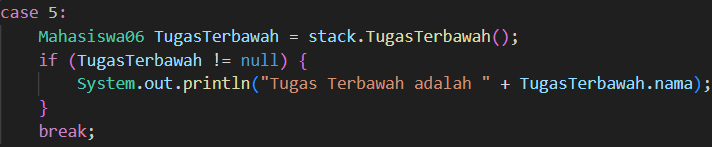 case 5:
    Mahasiswa06 TugasTerbawah = stack.TugasTerbawah();
    if (TugasTerbawah != null) {
        System.out.println("Tugas Terbawah adalah " + TugasTerbawah.nama);
    }
    break;